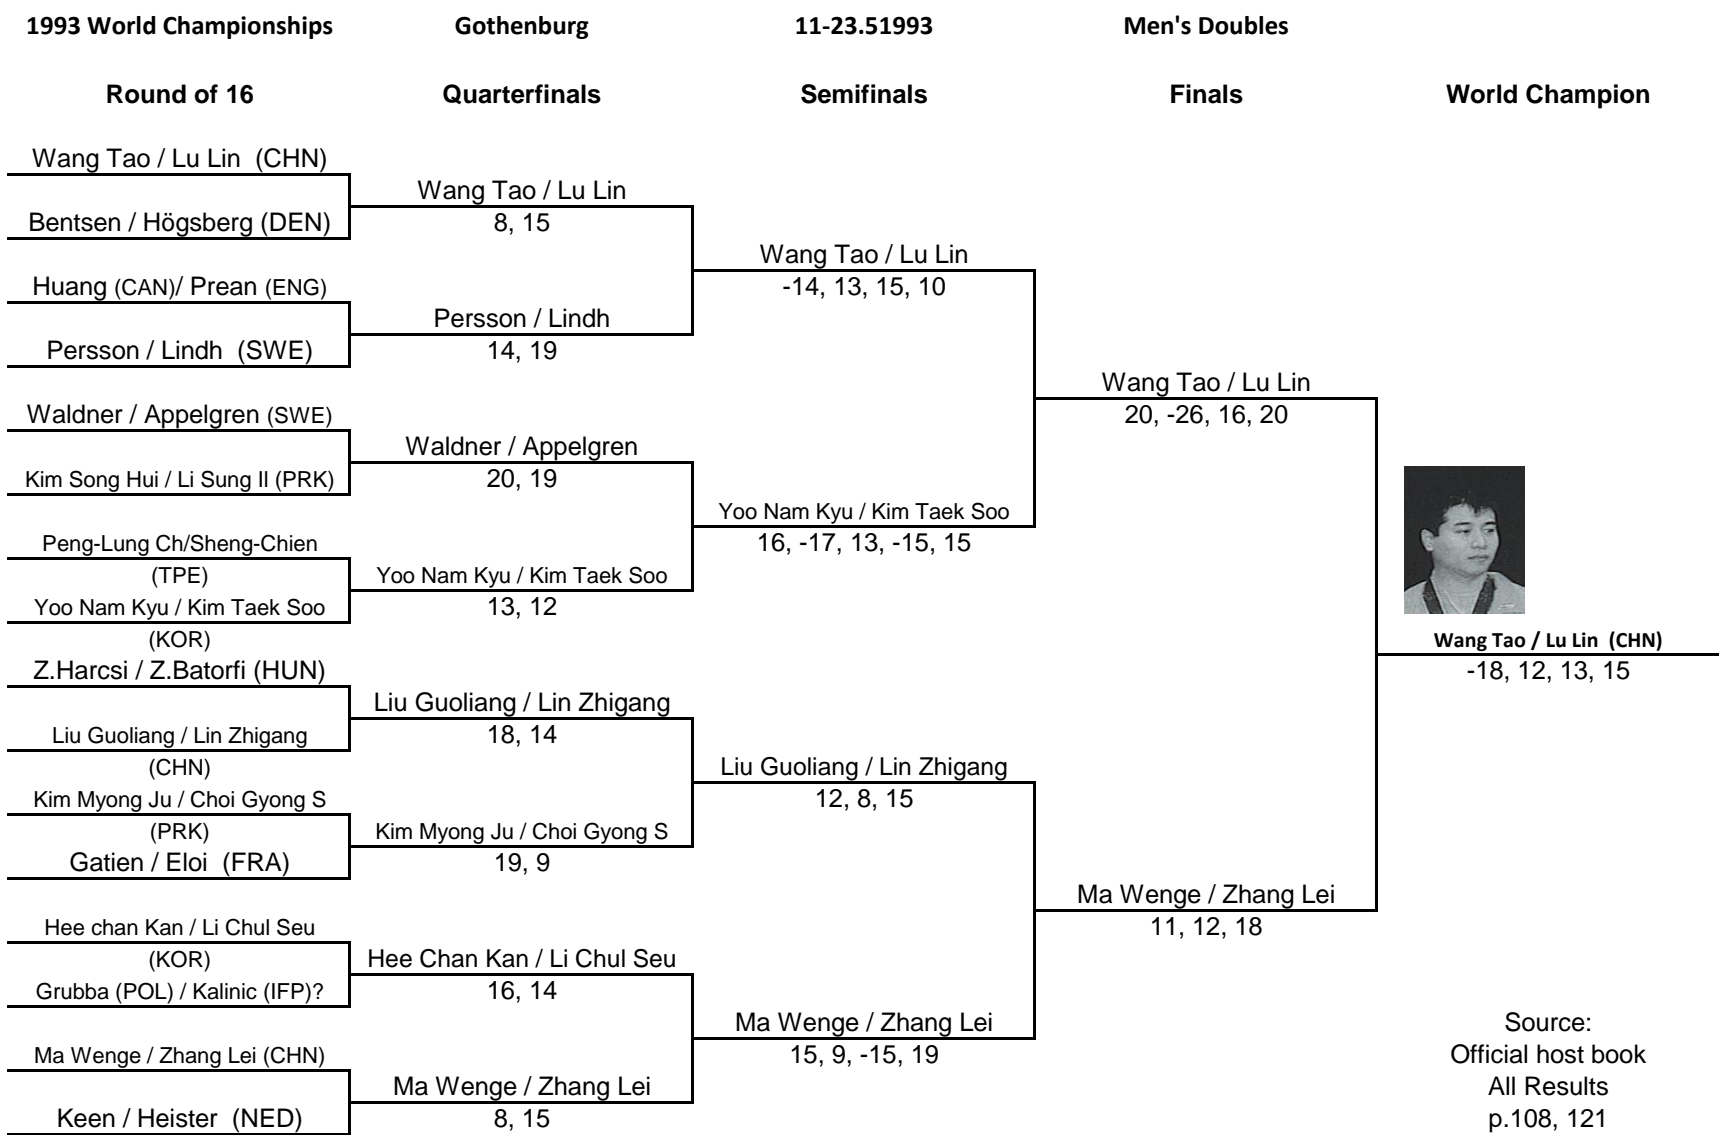 1993 World Championships Gothenburg 11-23.51993 Men's Doubles
Round of 16 Quarterfinals Semifinals Finals World Champion
Wang Tao / Lu Lin (CHN)
Wang Tao / Lu Lin
Bentsen / Högsberg (DEN)
8, 15
Wang Tao / Lu Lin
Huang (CAN)/ Prean (ENG)
-14, 13, 15, 10
Persson / Lindh
Persson / Lindh (SWE)
14, 19
Wang Tao / Lu Lin
Waldner / Appelgren (SWE)
20, -26, 16, 20
Waldner / Appelgren
Kim Song Hui / Li Sung Il (PRK)
20, 19
Yoo Nam Kyu / Kim Taek Soo
Peng-Lung Ch/Sheng-Chien
16, -17, 13, -15, 15
(TPE)
Yoo Nam Kyu / Kim Taek Soo
Yoo Nam Kyu / Kim Taek Soo
13, 12
(KOR)
Wang Tao / Lu Lin (CHN)
Z.Harcsi / Z.Batorfi (HUN)
-18, 12, 13, 15
Liu Guoliang / Lin Zhigang
Liu Guoliang / Lin Zhigang
18, 14
(CHN)
Liu Guoliang / Lin Zhigang
Kim Myong Ju / Choi Gyong S
12, 8, 15
(PRK)
Kim Myong Ju / Choi Gyong S
Gatien / Eloi (FRA)
19, 9
Ma Wenge / Zhang Lei
Hee chan Kan / Li Chul Seu
11, 12, 18
(KOR)
Hee Chan Kan / Li Chul Seu
Grubba (POL) / Kalinic (IFP)?
16, 14
Ma Wenge / Zhang Lei
Source:
Ma Wenge / Zhang Lei (CHN)
15, 9, -15, 19
Official host book
Ma Wenge / Zhang Lei
All Results
Keen / Heister (NED)
8, 15
p.108, 121